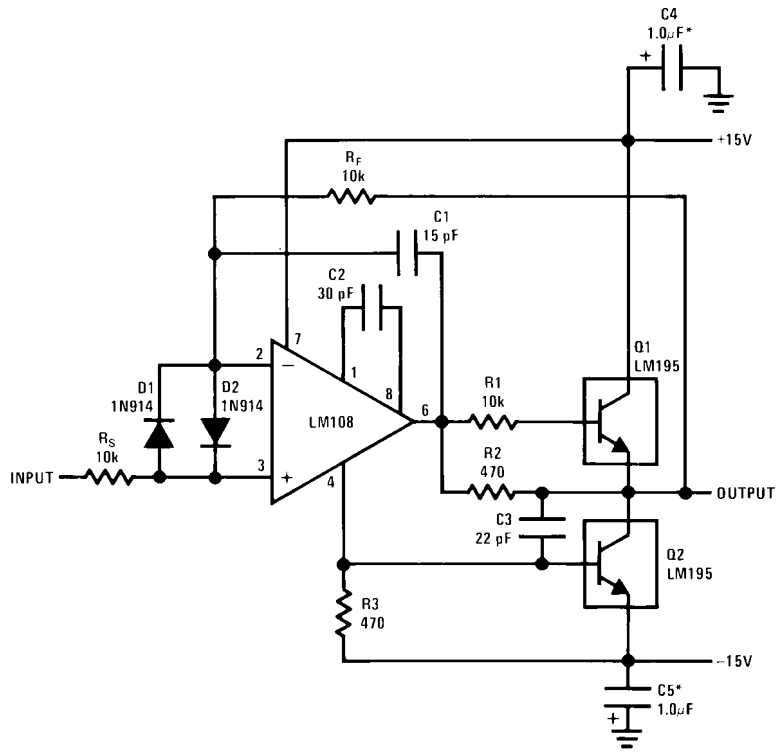 C4
1.0μF*
+
+15V
RF
10k
C1
15 pF
C2
30 pF
7
Q1
LM195
2
−
1
D1
1N914
D2
1N914
8
R1
10k
LM108
6
RS
10k
R2
470
INPUT
3
+
4
OUTPUT
C3
22 pF
Q2
LM195
R3
470
−15V
C5*
1.0μF
+